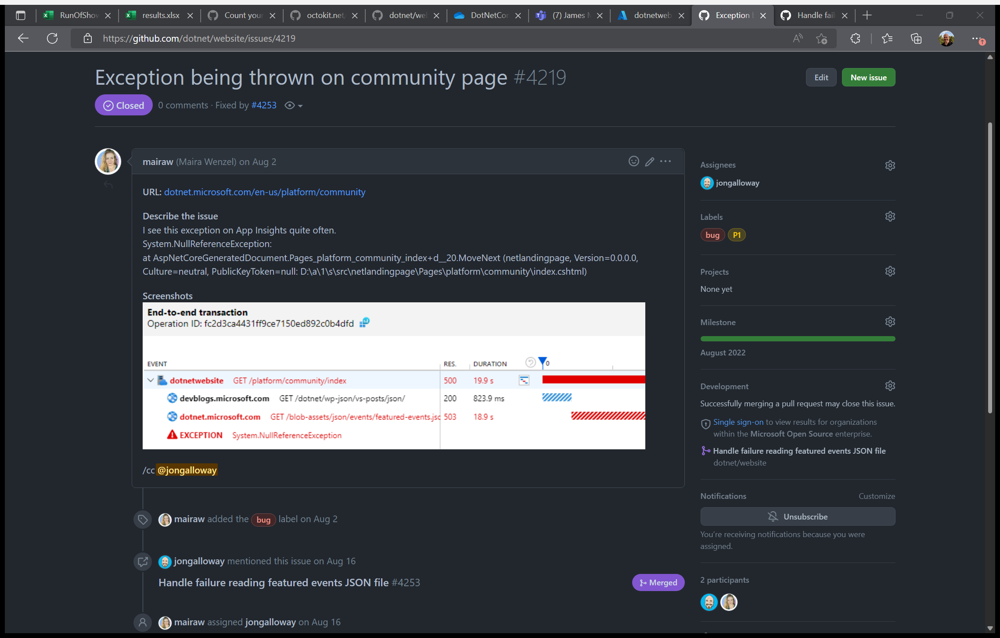 RunOfShow
results.xlsx
Count your
octokit.net/
dotnet/we
DotNetCon
(7) James M
dotnetweb
Exception b
Handle fail
https://github.com/dotnet/website/issues/4219
Exception being thrown on community page #4219
Edit
New issue
Closed
0 comments · Fixed by #4253
mairaw (Maira Wenzel) on Aug 2
URL: dotnet.microsoft.com/en-us/platform/community
Describe the issue
I see this exception on App Insights quite often.
System.NullReferenceException:
at AspNetCoreGeneratedDocument.Pages_platform_community_index+d__20.MoveNext (netlandingpage, Version=0.0.0.0,
Culture=neutral, PublicKeyToken=null: D:\a\1\s\src\netlandingpage\Pages\platform\community\index.cshtml)
Screenshots
End-to-end transaction
Operation ID: fc2d3ca4431ff9ce7150ed892c0b4dfd
EVENT RES. DURATION 0
dotnetwebsite GET /platform/community/index 500 19.9 s
devblogs.microsoft.com GET /dotnet/wp-json/vs-posts/json/ 200 823.9 ms
dotnet.microsoft.com GET /blob-assets/json/events/featured-events.jsc 503 18.9 s
EXCEPTION System.NullReferenceException
/cc @jongalloway
mairaw added the bug label on Aug 2
jongalloway mentioned this issue on Aug 16
Handle failure reading featured events JSON file #4253
Merged
mairaw assigned jongalloway on Aug 16
Assignees
jongalloway
Labels
bug P1
Projects
None yet
Milestone
August 2022
Development
Successfully merging a pull request may close this issue.
Single sign-on to view results for organizations
within the Microsoft Open Source enterprise.
Handle failure reading featured events JSON file
dotnet/website
Notifications
Customize
Unsubscribe
You're receiving notifications because you were
assigned.
2 participants